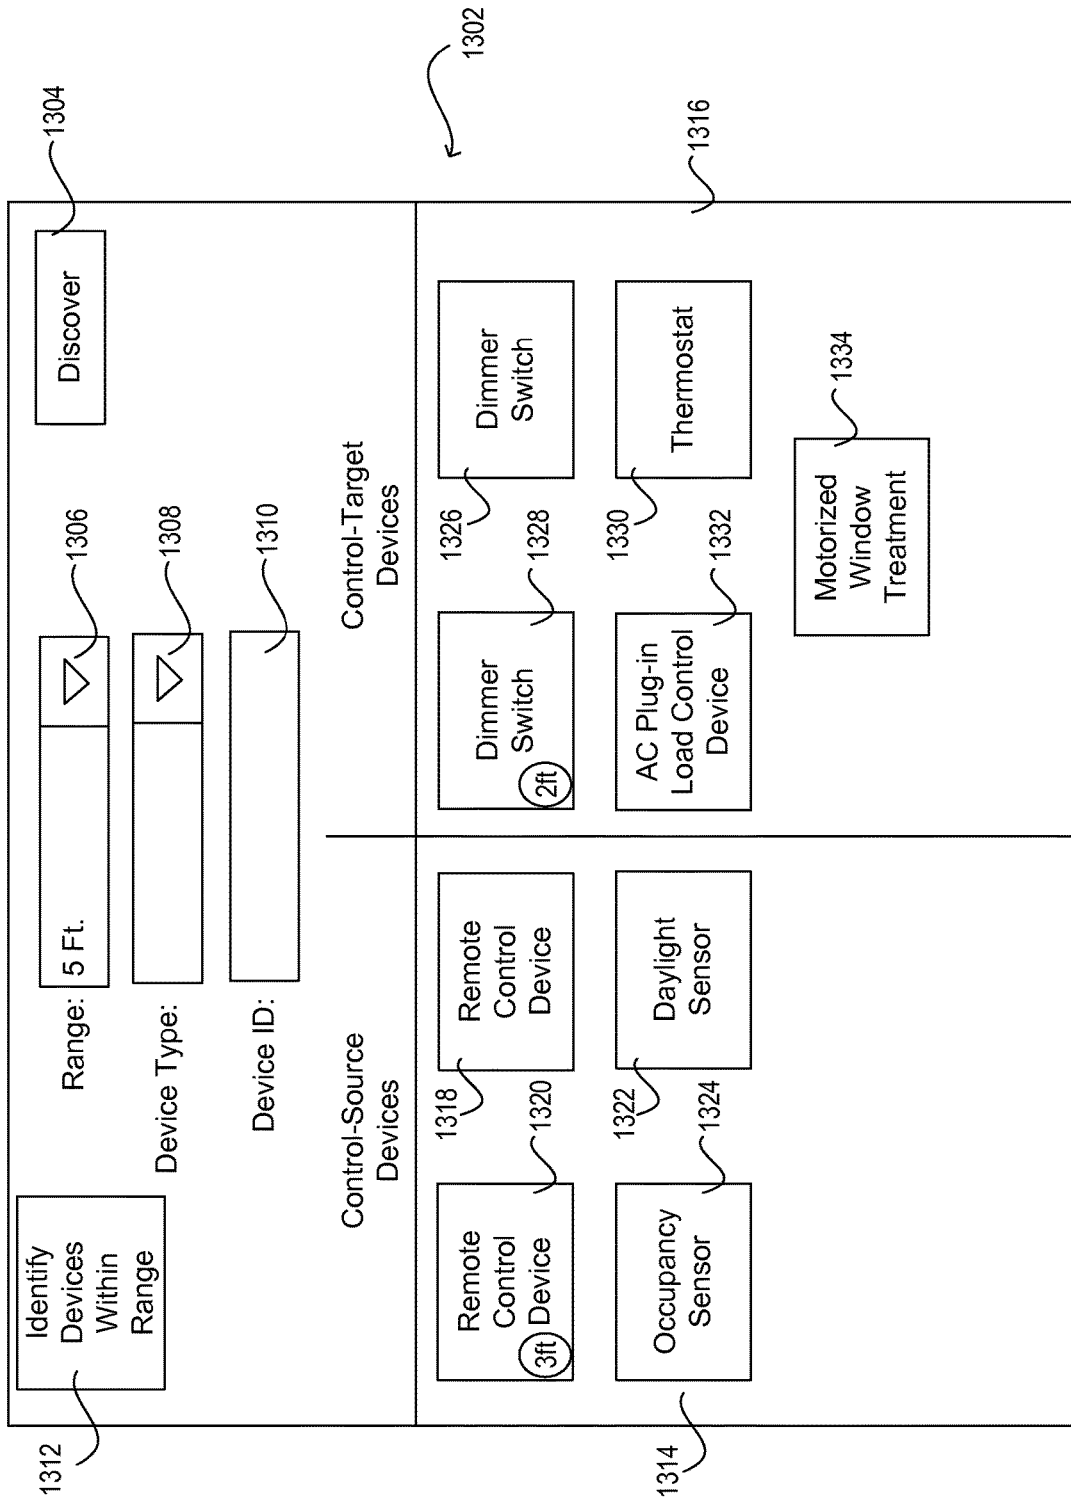 Identify
Devices
Within
Range
1312
Range:
5 Ft.
1306
Device Type:
1308
Device ID:
1310
Discover
1304
1302
Control-Source
Devices
Control-Target
Devices
Remote
Control
Device
3ft
1320
Remote
Control
Device
1318
Dimmer
Switch
2ft
1328
Dimmer
Switch
1326
Occupancy
Sensor
1324
Daylight
Sensor
1322
AC Plug-in
Load Control
Device
1332
Thermostat
1330
Motorized
Window
Treatment
1334
1314
1316